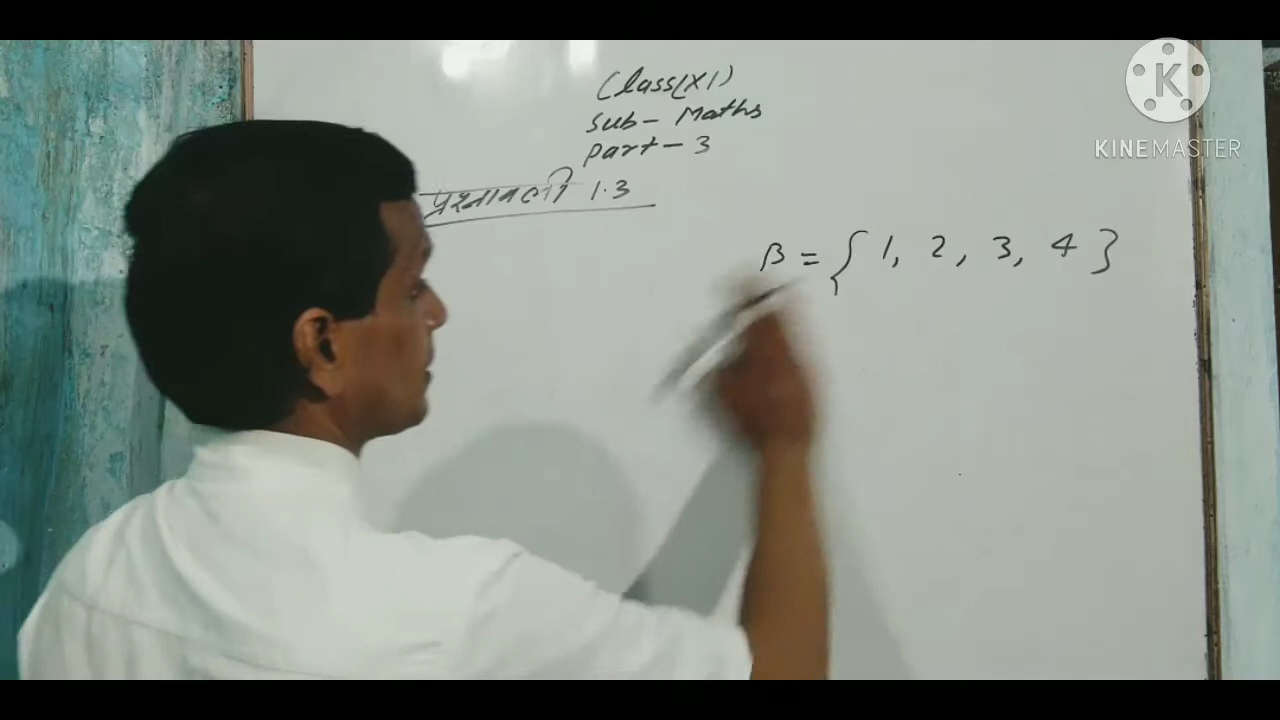 Class(XI)
Sub- Maths
Part- 3
प्रश्नावली 1.3
B = { 1, 2, 3, 4 }
K
KINEMASTER